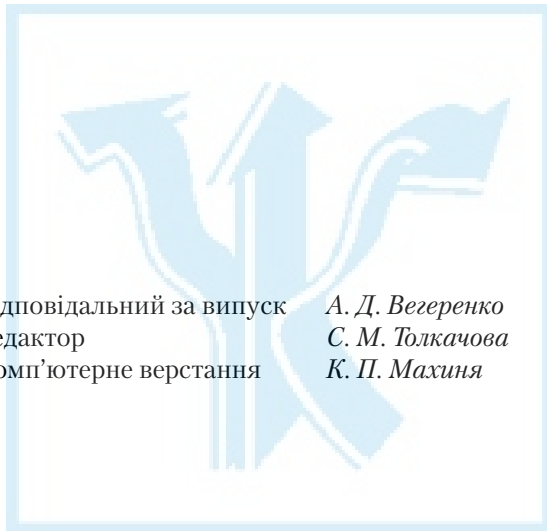 дповідальний за випуск А. Д. Вегеренко
едактор С. М. Толкачова
омп’ютерне верстання К. П. Махиня